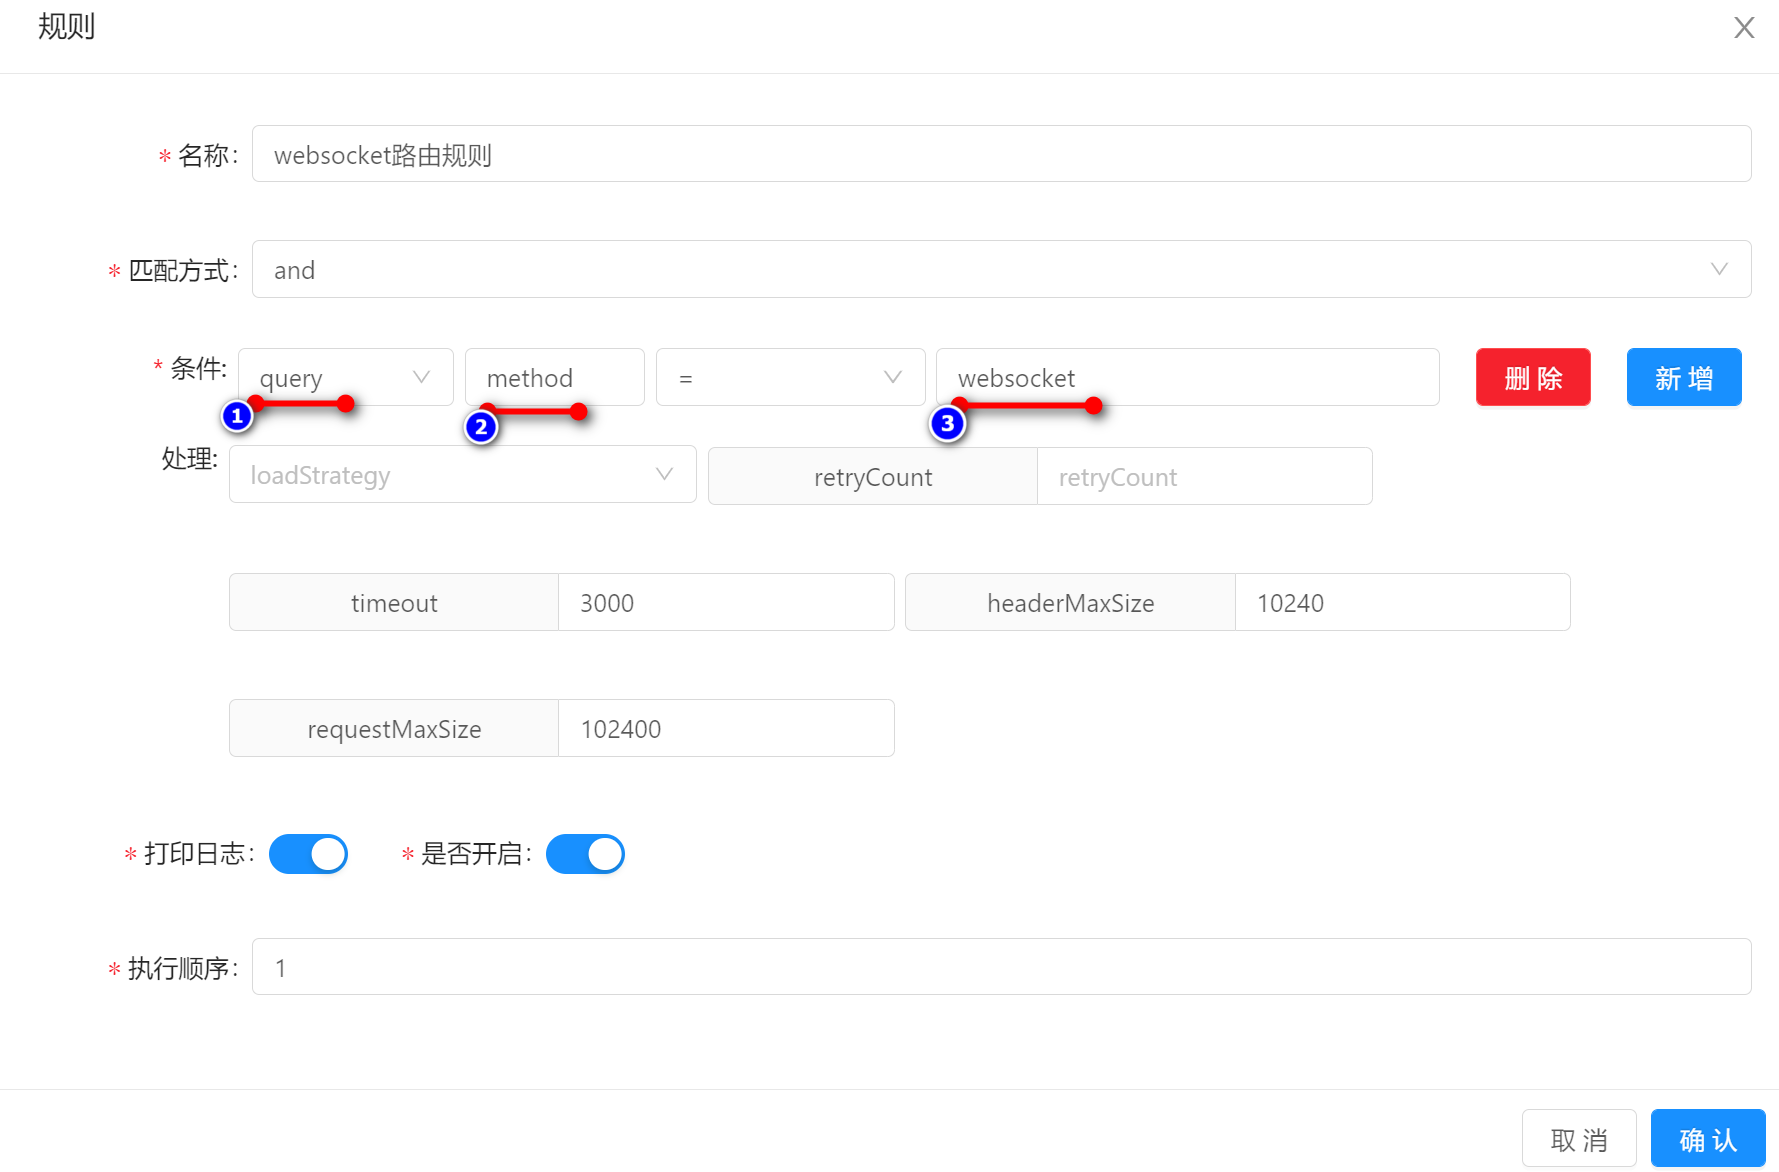 规则
* 名称: websocket路由规则
* 匹配方式: and
* 条件: query method = websocket 删 除 新 增
1 2 3
处理: loadStrategy retryCount retryCount
timeout 3000 headerMaxSize 10240
requestMaxSize 102400
* 打印日志: * 是否开启:
* 执行顺序: 1
取 消 确 认